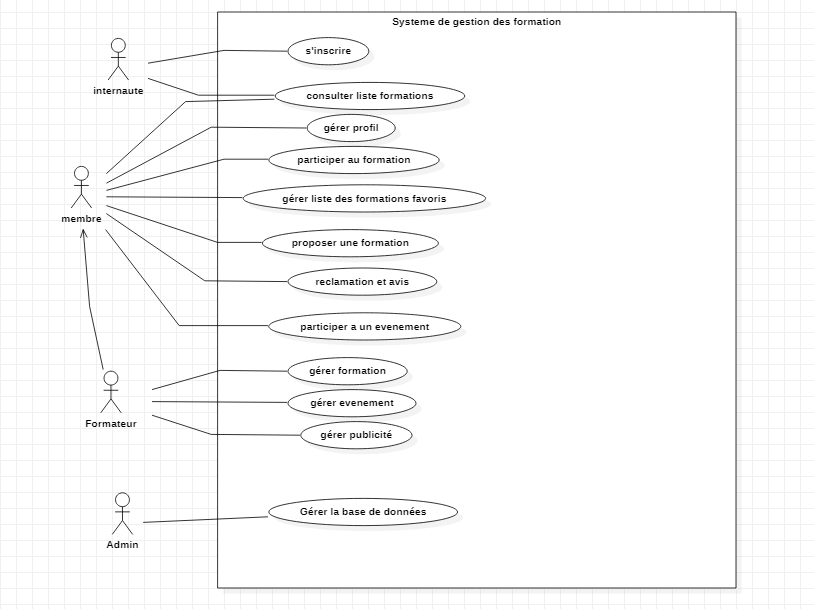 Systeme de gestion des formation
s'inscrire
internaute
consulter liste formations
gérer profil
participer au formation
gérer liste des formations favoris
membre
proposer une formation
reclamation et avis
participer a un evenement
gérer formation
gérer evenement
Formateur
gérer publicité
Gérer la base de données
Admin